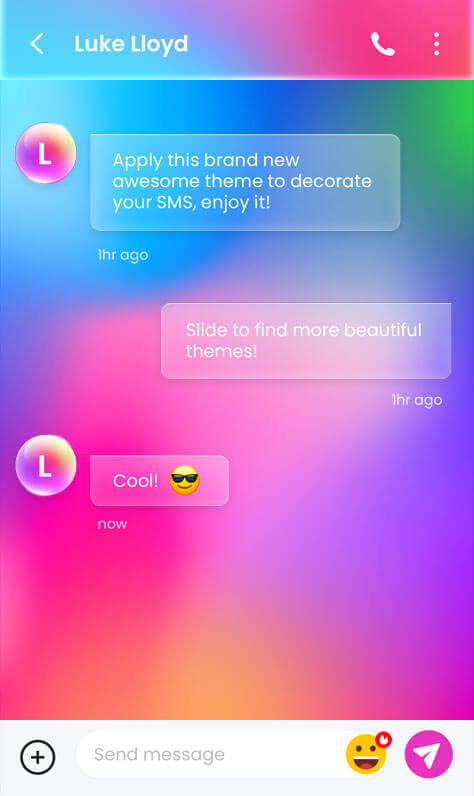 Luke Lloyd
L
Apply this brand new
awesome theme to decorate
your SMS, enjoy it!
1hr ago
Slide to find more beautiful
themes!
1hr ago
L
Cool! 😎
now
Send message